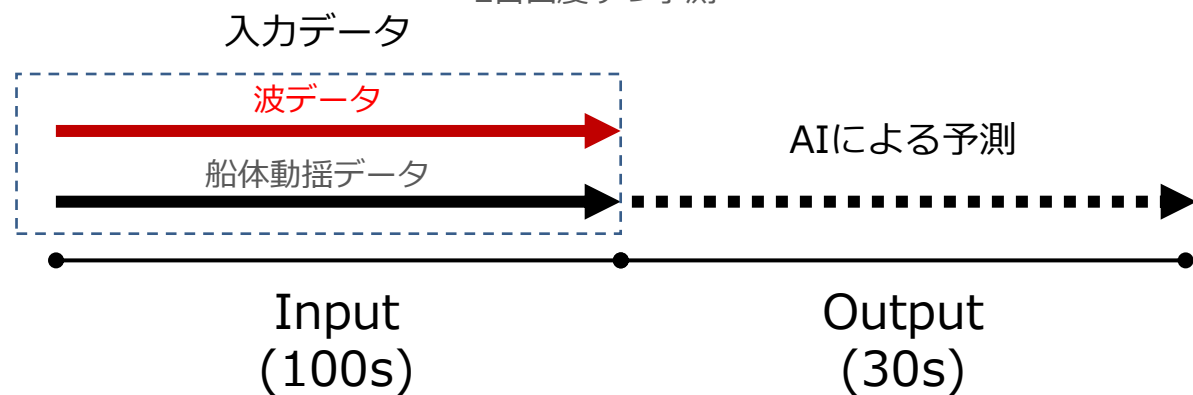 入力データ
波データ
船体動揺データ
AIによる予測
Input
(100s)
Output
(30s)